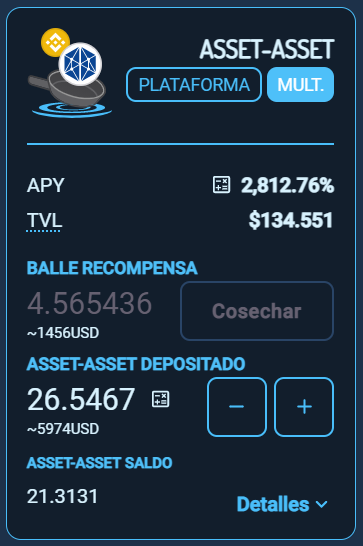 ASSET-ASSET
PLATAFORMA MULT.
APY 2,812.76%
TVL $134.551
BALLE RECOMPENSA
4.565436 Cosechar
~1456USD
ASSET-ASSET DEPOSITADO
26.5467 − +
~5974USD
ASSET-ASSET SALDO
21.3131
Detalles